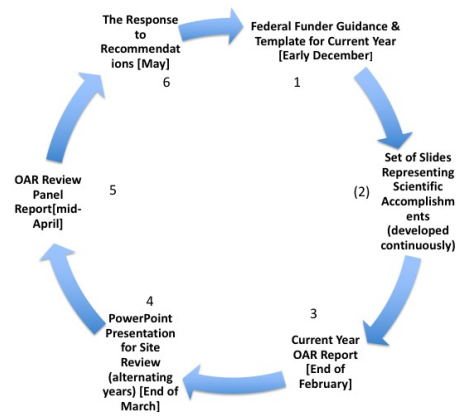 The Response
to
Recommendat
ions [May]
6
Federal Funder Guidance &
Template for Current Year
[Early December]
1
Set of Slides
Representing
Scientific
Accomplishm
ents
(developed
continuously)
(2)
3
Current Year
OAR Report
[End of
February]
4
PowerPoint
Presentation
for Site
Review
(alternating
years) [End of
March]
OAR Review
Panel
Report[mid-
April]
5